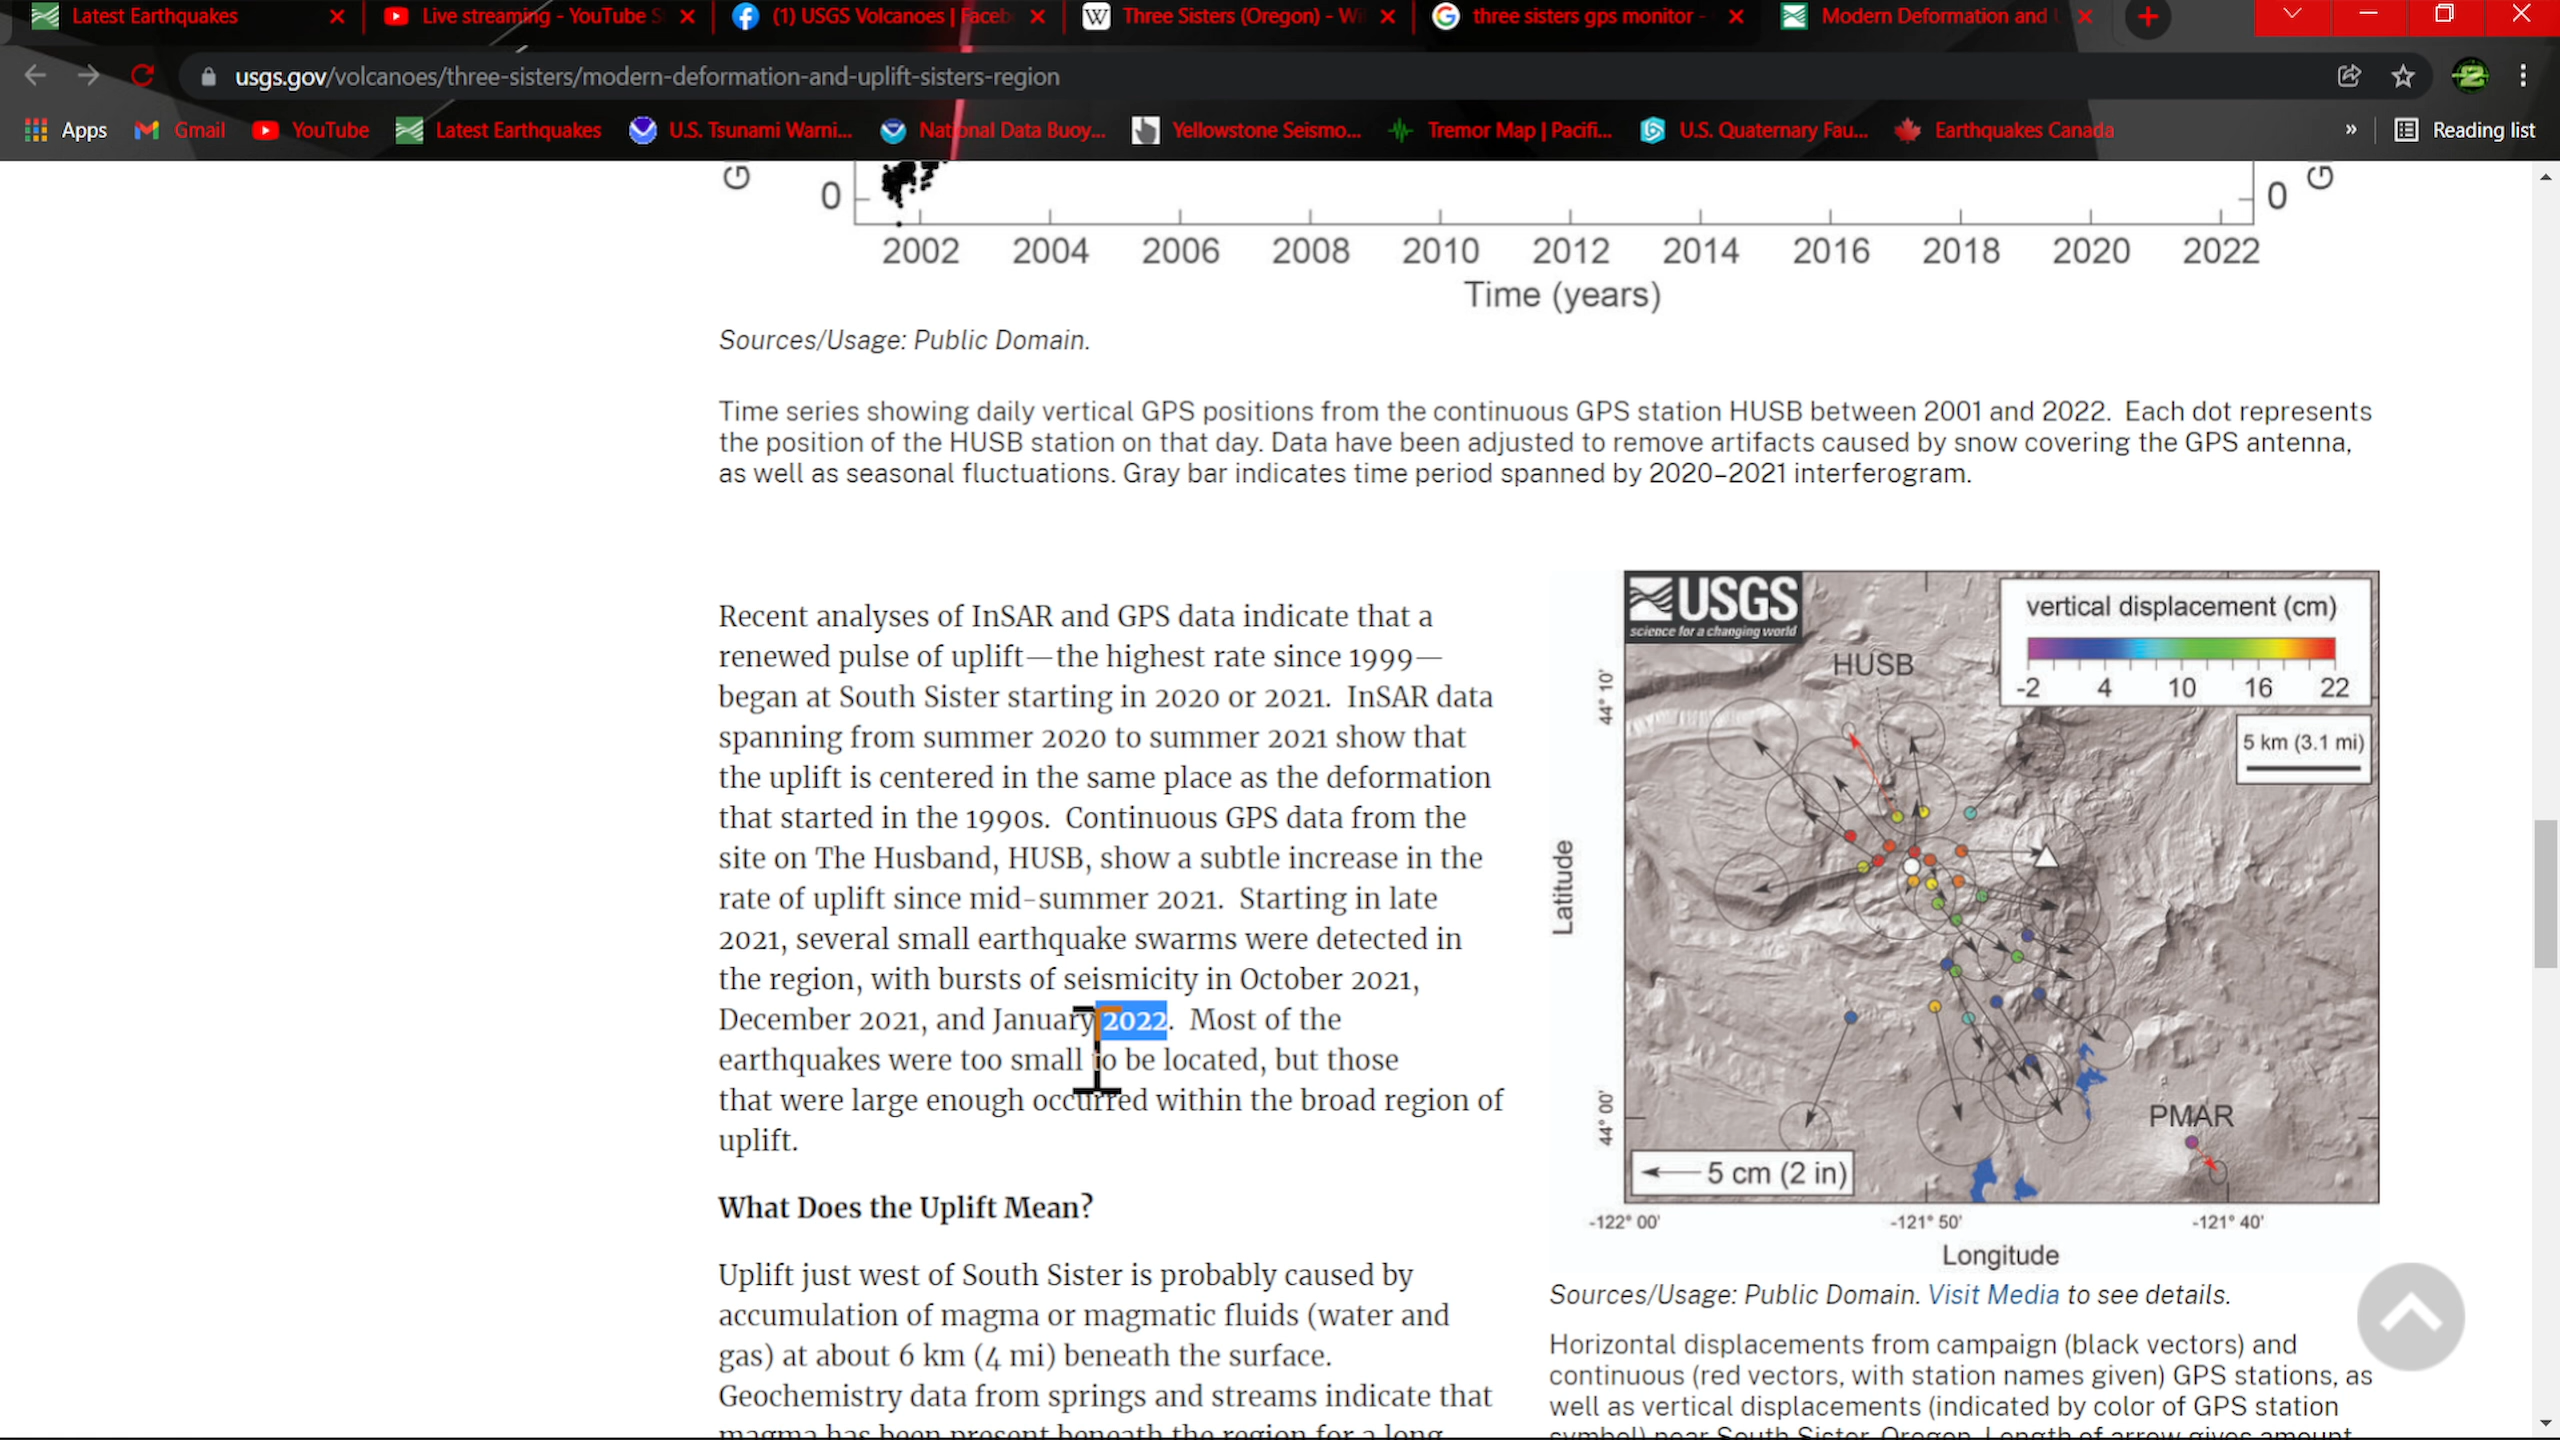 Latest Earthquakes
Live streaming - YouTube S
(1) USGS Volcanoes | Faceb
Three Sisters (Oregon) - Wi
three sisters gps monitor -
Modern Deformation and
usgs.gov/volcanoes/three-sisters/modern-deformation-and-uplift-sisters-region
Apps
Gmail
YouTube
Latest Earthquakes
U.S. Tsunami Warni...
National Data Buoy...
Yellowstone Seismo...
Tremor Map | Pacifi...
U.S. Quaternary Fau...
Earthquakes Canada
»
Reading list
G
0
0
G
2002 2004 2006 2008 2010 2012 2014 2016 2018 2020 2022
Time (years)
Sources/Usage: Public Domain.
Time series showing daily vertical GPS positions from the continuous GPS station HUSB between 2001 and 2022. Each dot represents
the position of the HUSB station on that day. Data have been adjusted to remove artifacts caused by snow covering the GPS antenna,
as well as seasonal fluctuations. Gray bar indicates time period spanned by 2020–2021 interferogram.
Recent analyses of InSAR and GPS data indicate that a
renewed pulse of uplift—the highest rate since 1999—
began at South Sister starting in 2020 or 2021. InSAR data
spanning from summer 2020 to summer 2021 show that
the uplift is centered in the same place as the deformation
that started in the 1990s. Continuous GPS data from the
site on The Husband, HUSB, show a subtle increase in the
rate of uplift since mid-summer 2021. Starting in late
2021, several small earthquake swarms were detected in
the region, with bursts of seismicity in October 2021,
December 2021, and January 2022. Most of the
earthquakes were too small to be located, but those
that were large enough occurred within the broad region of
uplift.
What Does the Uplift Mean?
Uplift just west of South Sister is probably caused by
accumulation of magma or magmatic fluids (water and
gas) at about 6 km (4 mi) beneath the surface.
Geochemistry data from springs and streams indicate that
magma has been present beneath the region for a long
USGS
science for a changing world
vertical displacement (cm)
-2 4 10 16 22
5 km (3.1 mi)
HUSB
PMAR
5 cm (2 in)
44° 10'
Latitude
44° 00'
-122° 00' -121° 50' -121° 40'
Longitude
Sources/Usage: Public Domain. Visit Media to see details.
Horizontal displacements from campaign (black vectors) and
continuous (red vectors, with station names given) GPS stations, as
well as vertical displacements (indicated by color of GPS station
symbol) near South Sister, Oregon. Length of arrow gives amount